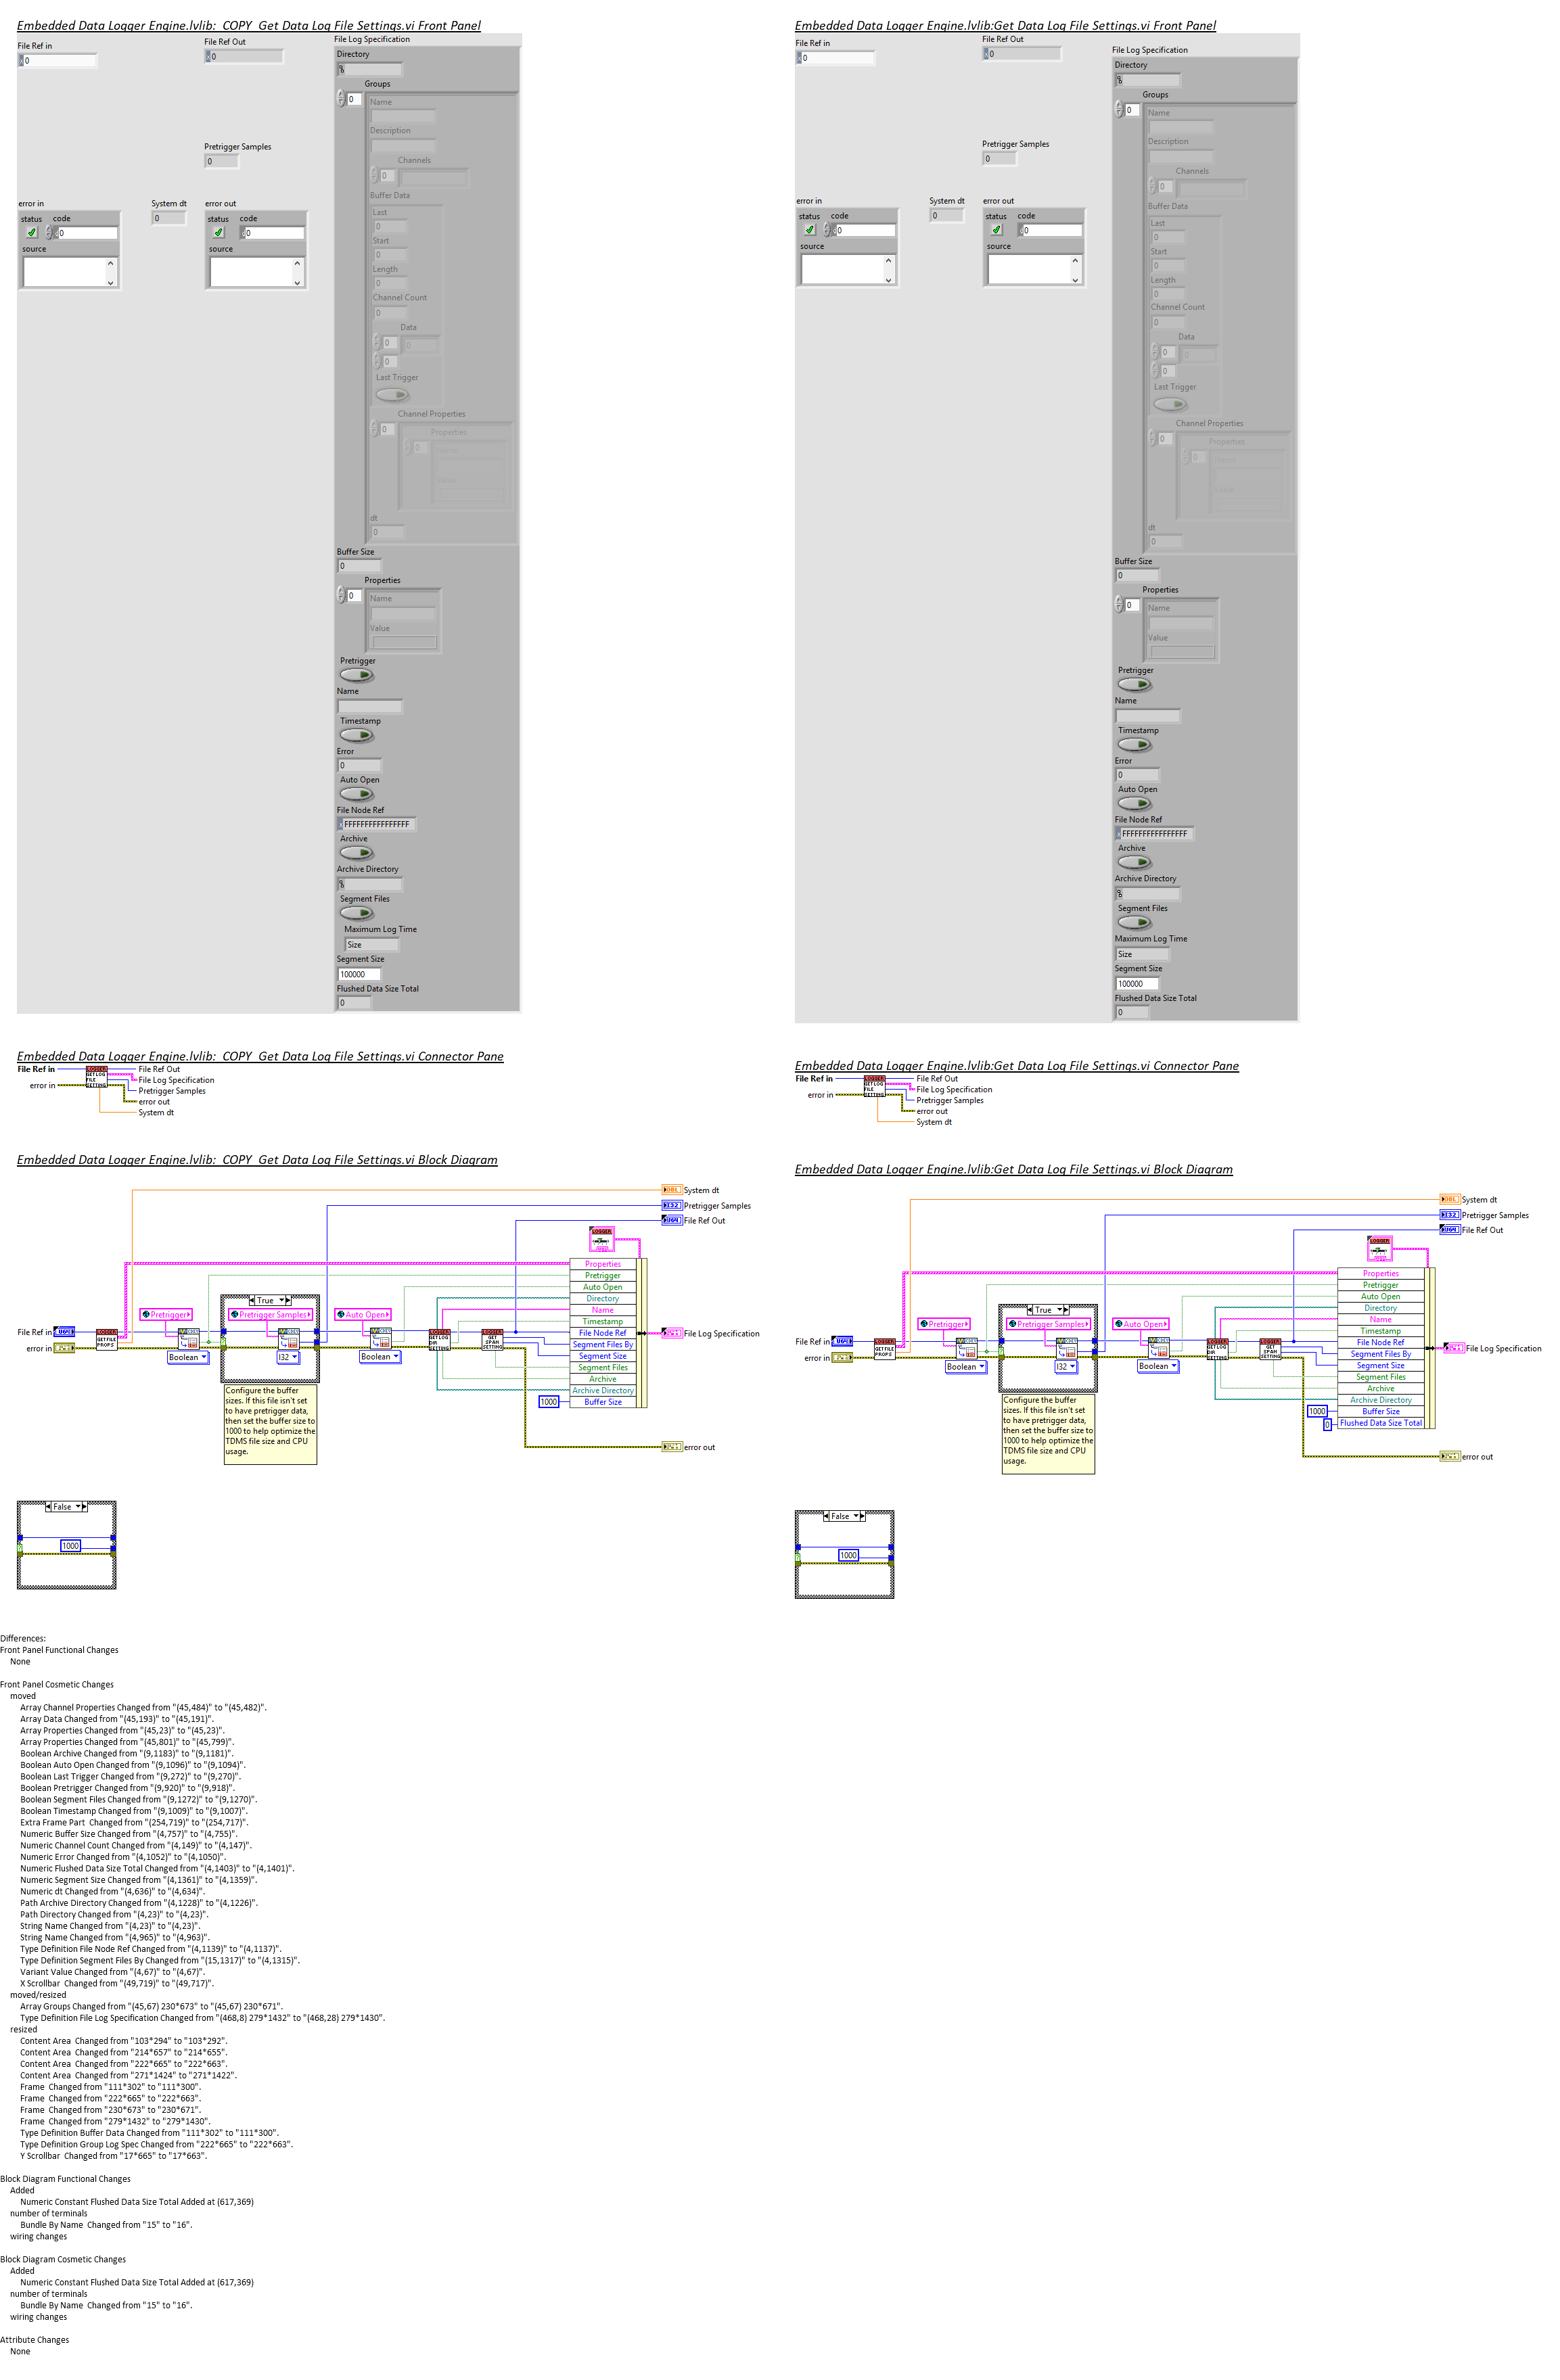 Embedded Data Logger Engine.lvlib:_COPY_Get Data Log File Settings.vi Front Panel
File Ref in
0
File Ref Out
0
Pretrigger Samples
0
error in
status
code
0
source
System dt
0
error out
status
code
0
source
File Log Specification
Directory
Groups
0
Name
Description
Channels
0
Buffer Data
Last
0
Start
0
Length
0
Channel Count
0
Data
0
0
0
Last Trigger
Channel Properties
0
Properties
0
Name
Value
dt
0
Buffer Size
0
Properties
0
Name
Value
Pretrigger
Name
Timestamp
Error
0
Auto Open
File Node Ref
FFFFFFFFFFFFFFFF
Archive
Archive Directory
Segment Files
Maximum Log Time
Size
Segment Size
100000
Flushed Data Size Total
0
Embedded Data Logger Engine.lvlib:Get Data Log File Settings.vi Front Panel
File Ref in
0
File Ref Out
0
Pretrigger Samples
0
error in
status
code
0
source
System dt
0
error out
status
code
0
source
File Log Specification
Directory
Groups
0
Name
Description
Channels
0
Buffer Data
Last
0
Start
0
Length
0
Channel Count
0
Data
0
0
0
Last Trigger
Channel Properties
0
Properties
0
Name
Value
dt
0
Buffer Size
0
Properties
0
Name
Value
Pretrigger
Name
Timestamp
Error
0
Auto Open
File Node Ref
FFFFFFFFFFFFFFFF
Archive
Archive Directory
Segment Files
Maximum Log Time
Size
Segment Size
100000
Flushed Data Size Total
0
Embedded Data Logger Engine.lvlib:_COPY_Get Data Log File Settings.vi Connector Pane
File Ref in
error in
LOGGER
GET LOG
FILE
SETTING
File Ref Out
File Log Specification
Pretrigger Samples
error out
System dt
Embedded Data Logger Engine.lvlib:Get Data Log File Settings.vi Connector Pane
File Ref in
error in
LOGGER
GET LOG
FILE
SETTING
File Ref Out
File Log Specification
Pretrigger Samples
error out
System dt
Embedded Data Logger Engine.lvlib:_COPY_Get Data Log File Settings.vi Block Diagram
System dt
Pretrigger Samples
File Ref Out
LOGGER
Properties
Pretrigger
Auto Open
Directory
Name
Timestamp
File Node Ref
Segment Files By
Segment Size
Segment Files
Archive
Archive Directory
Buffer Size
1000
File Ref in
error in
LOGGER
GET FILE
PROPS
Pretrigger
Boolean
True
Pretrigger Samples
I32
Auto Open
Boolean
LOGGER
GET LOG
DIR
SETTING
LOGGER
GET
SPAN
SETTING
File Log Specification
error out
Configure the buffer
sizes. If this file isn't set
to have pretrigger data,
then set the buffer size to
1000 to help optimize the
TDMS file size and CPU
usage.
False
1000
Embedded Data Logger Engine.lvlib:Get Data Log File Settings.vi Block Diagram
System dt
Pretrigger Samples
File Ref Out
LOGGER
Properties
Pretrigger
Auto Open
Directory
Name
Timestamp
File Node Ref
Segment Files By
Segment Size
Segment Files
Archive
Archive Directory
Buffer Size
Flushed Data Size Total
1000
0
File Ref in
error in
LOGGER
GET FILE
PROPS
Pretrigger
Boolean
True
Pretrigger Samples
I32
Auto Open
Boolean
LOGGER
GET LOG
DIR
SETTING
LOGGER
GET
SPAN
SETTING
File Log Specification
error out
Configure the buffer
sizes. If this file isn't set
to have pretrigger data,
then set the buffer size to
1000 to help optimize the
TDMS file size and CPU
usage.
False
1000
Differences:
Front Panel Functional Changes
None
Front Panel Cosmetic Changes
moved
Array Channel Properties Changed from "(45,484)" to "(45,482)".
Array Data Changed from "(45,193)" to "(45,191)".
Array Properties Changed from "(45,23)" to "(45,23)".
Array Properties Changed from "(45,801)" to "(45,799)".
Boolean Archive Changed from "(9,1183)" to "(9,1181)".
Boolean Auto Open Changed from "(9,1096)" to "(9,1094)".
Boolean Last Trigger Changed from "(9,272)" to "(9,270)".
Boolean Pretrigger Changed from "(9,920)" to "(9,918)".
Boolean Segment Files Changed from "(9,1272)" to "(9,1270)".
Boolean Timestamp Changed from "(9,1009)" to "(9,1007)".
Extra Frame Part  Changed from "(254,719)" to "(254,717)".
Numeric Buffer Size Changed from "(4,757)" to "(4,755)".
Numeric Channel Count Changed from "(4,149)" to "(4,147)".
Numeric Error Changed from "(4,1052)" to "(4,1050)".
Numeric Flushed Data Size Total Changed from "(4,1403)" to "(4,1401)".
Numeric Segment Size Changed from "(4,1361)" to "(4,1359)".
Numeric dt Changed from "(4,636)" to "(4,634)".
Path Archive Directory Changed from "(4,1228)" to "(4,1226)".
Path Directory Changed from "(4,23)" to "(4,23)".
String Name Changed from "(4,23)" to "(4,23)".
String Name Changed from "(4,965)" to "(4,963)".
Type Definition File Node Ref Changed from "(4,1139)" to "(4,1137)".
Type Definition Segment Files By Changed from "(15,1317)" to "(4,1315)".
Variant Value Changed from "(4,67)" to "(4,67)".
X Scrollbar  Changed from "(49,719)" to "(49,717)".
moved/resized
Array Groups Changed from "(45,67) 230*673" to "(45,67) 230*671".
Type Definition File Log Specification Changed from "(468,8) 279*1432" to "(468,28) 279*1430".
resized
Content Area  Changed from "103*294" to "103*292".
Content Area  Changed from "214*657" to "214*655".
Content Area  Changed from "222*665" to "222*663".
Content Area  Changed from "271*1424" to "271*1422".
Frame  Changed from "111*302" to "111*300".
Frame  Changed from "222*665" to "222*663".
Frame  Changed from "230*673" to "230*671".
Frame  Changed from "279*1432" to "279*1430".
Type Definition Buffer Data Changed from "111*302" to "111*300".
Type Definition Group Log Spec Changed from "222*665" to "222*663".
Y Scrollbar  Changed from "17*665" to "17*663".
Block Diagram Functional Changes
Added
Numeric Constant Flushed Data Size Total Added at (617,369)
number of terminals
Bundle By Name  Changed from "15" to "16".
wiring changes
Block Diagram Cosmetic Changes
Added
Numeric Constant Flushed Data Size Total Added at (617,369)
number of terminals
Bundle By Name  Changed from "15" to "16".
wiring changes
Attribute Changes
None